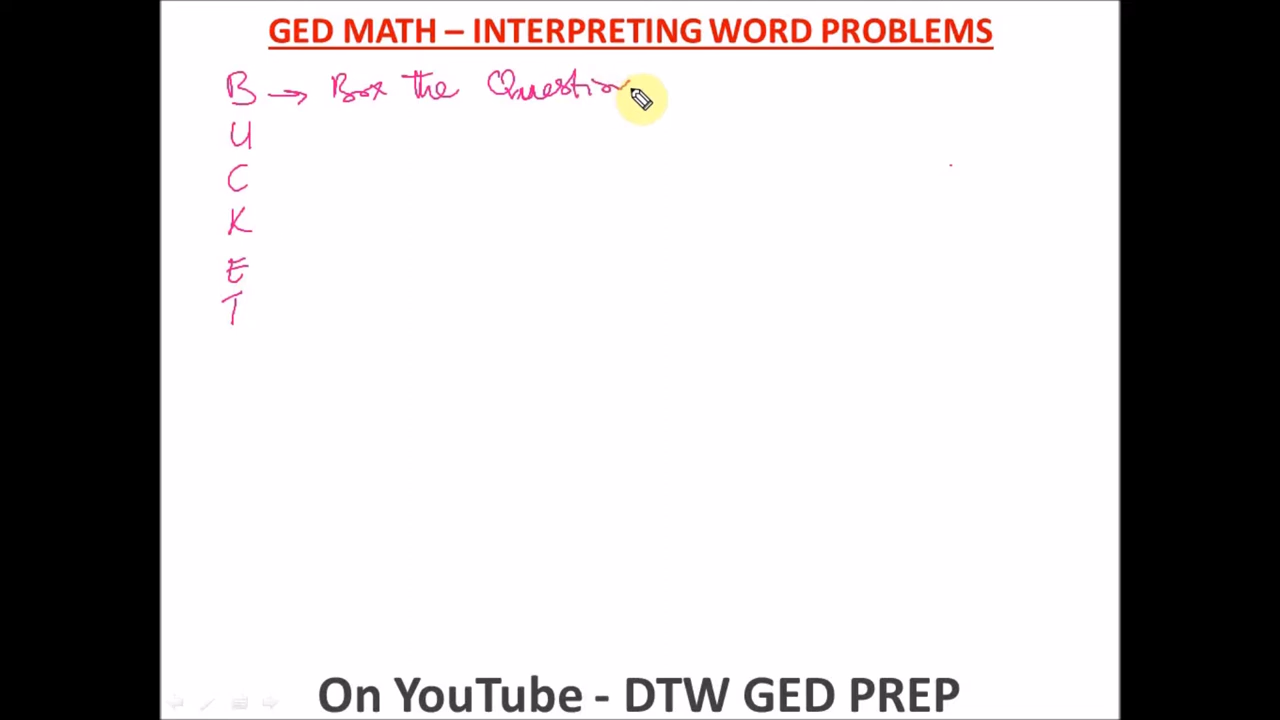 GED MATH – INTERPRETING WORD PROBLEMS
B → Box the Question
U
C
K
E
T
On YouTube - DTW GED PREP